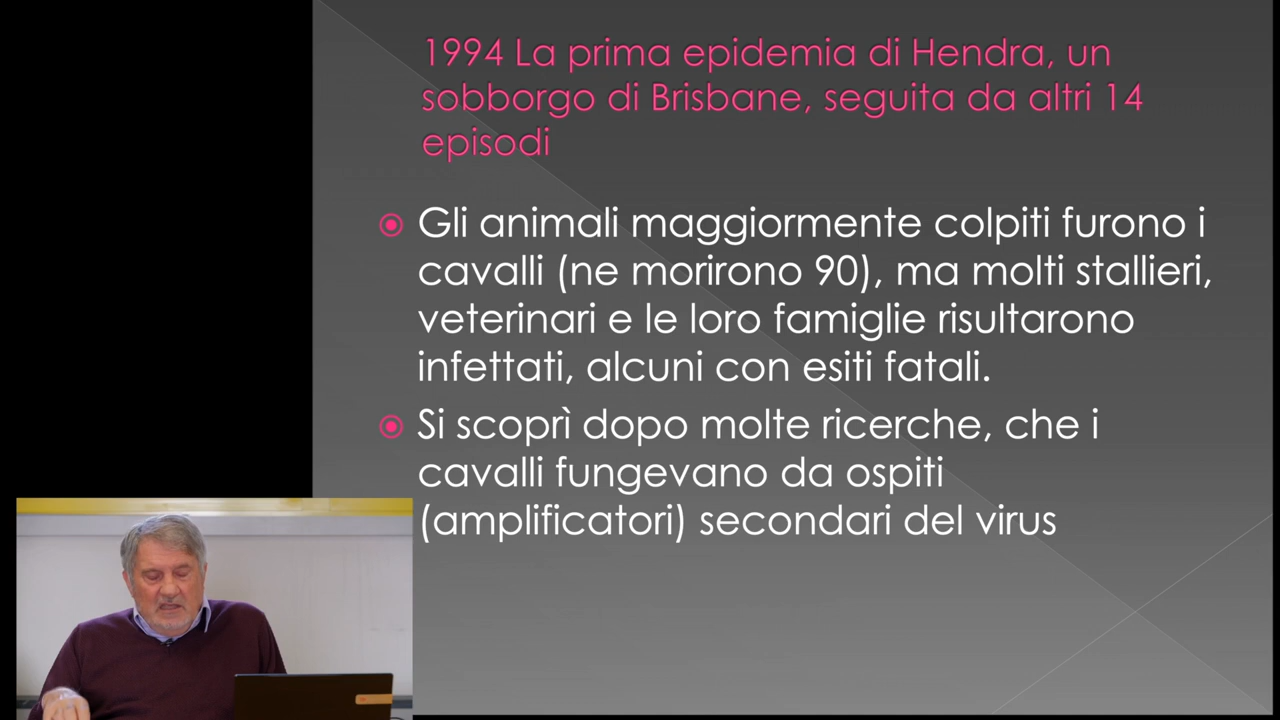 1994 La prima epidemia di Hendra, un
sobborgo di Brisbane, seguita da altri 14
episodi
Gli animali maggiormente colpiti furono i
cavalli (ne morirono 90), ma molti stallieri,
veterinari e le loro famiglie risultarono
infettati, alcuni con esiti fatali.
Si scoprì dopo molte ricerche, che i
cavalli fungevano da ospiti
(amplificatori) secondari del virus